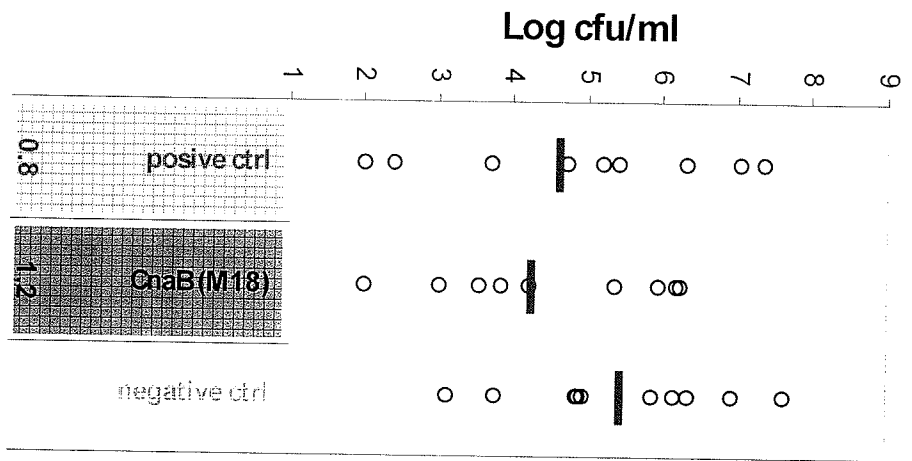 Log cfu/ml
1 2 3 4 5 6 7 8 9
posive ctrl
0.8
CnaB(M18)
1.2
negative ctrl